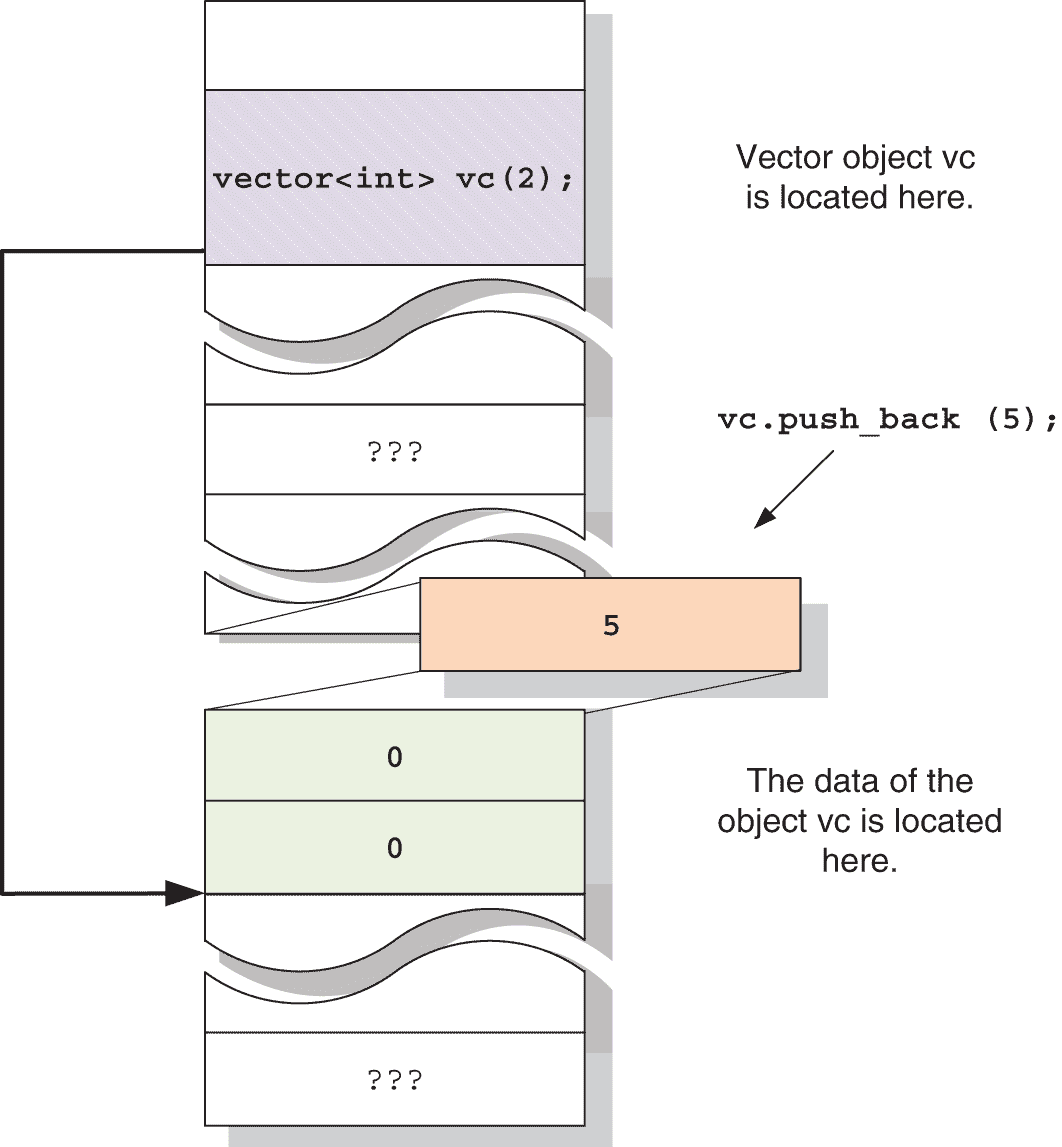 vector<int> vc(2);
Vector object vc
is located here.
vc.push_back (5);
???
5
0
0
The data of the
object vc is located
here.
???